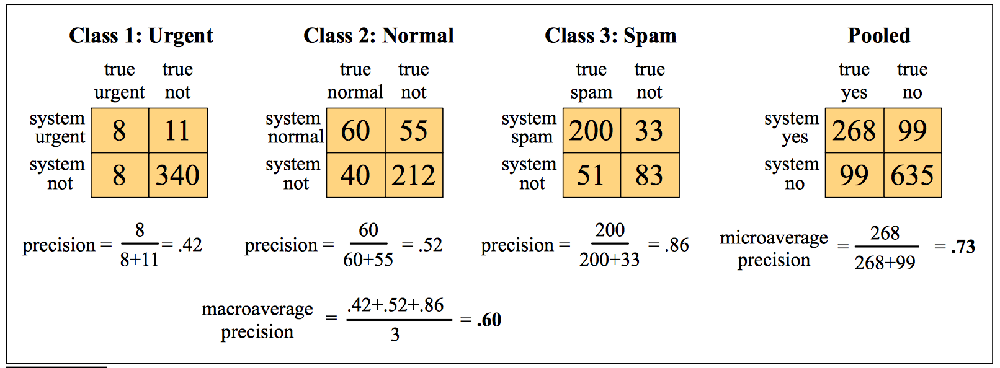 Class 1: Urgent
Class 2: Normal
Class 3: Spam
Pooled
true true
urgent not
true true
normal not
true true
spam not
true true
yes no
system
urgent
8 11
system
not
8 340
system
normal
60 55
system
not
40 212
system
spam
200 33
system
not
51 83
system
yes
268 99
system
no
99 635
precision = 8 / 8+11 = .42
precision = 60 / 60+55 = .52
precision = 200 / 200+33 = .86
microaverage
precision = 268 / 268+99 = .73
macroaverage
precision = .42+.52+.86 / 3 = .60